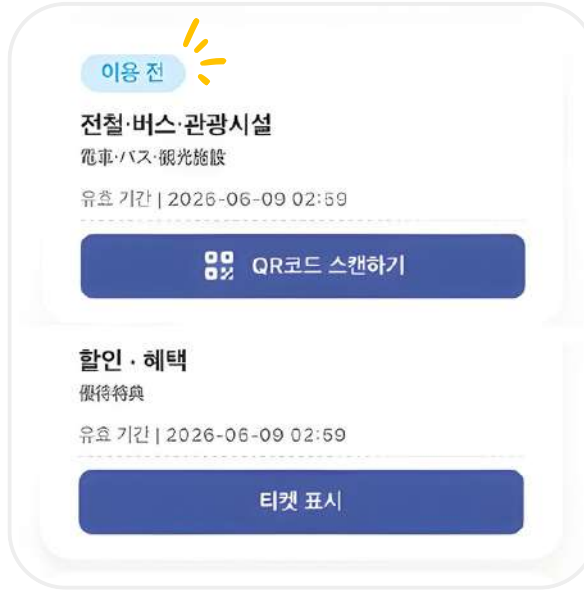 이용 전
전철·버스·관광시설
電車·バス·観光施設
유효 기간 | 2026-06-09 02:59
QR코드 스캔하기
할인 · 혜택
優待特典
유효 기간 | 2026-06-09 02:59
티켓 표시